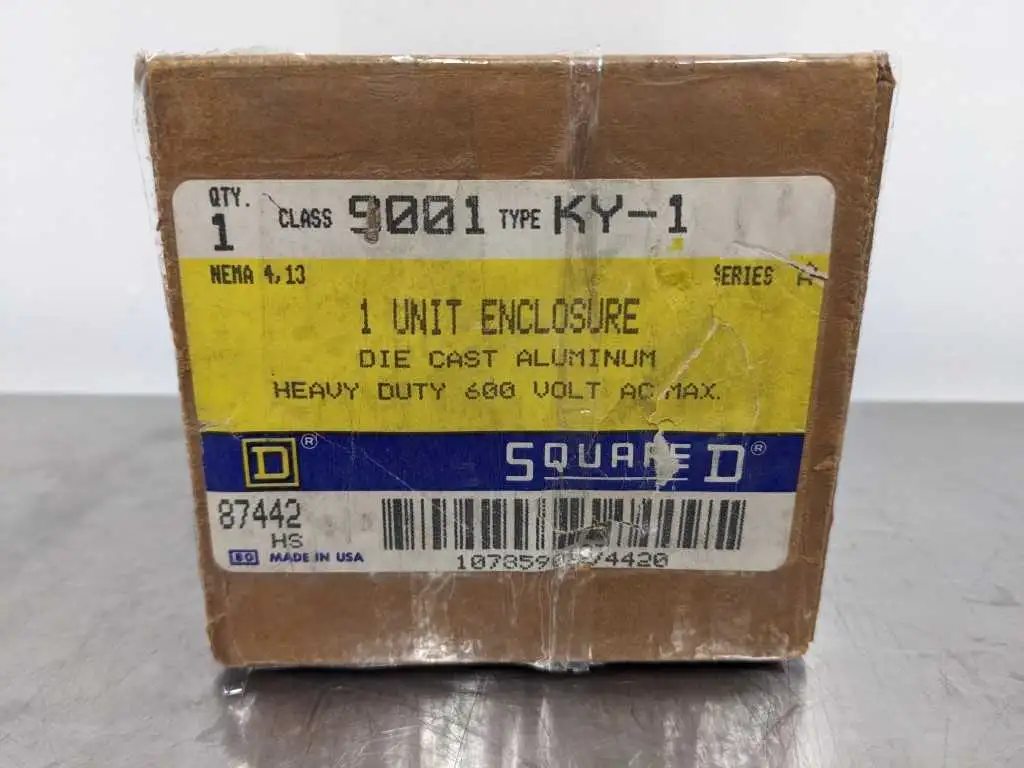 QTY.
1
CLASS 9001 TYPE KY-1
NEMA 4,13
SERIES A
1 UNIT ENCLOSURE
DIE CAST ALUMINUM
HEAVY DUTY 600 VOLT AC MAX.
D® SQUARE D®
87442
HS
MADE IN USA